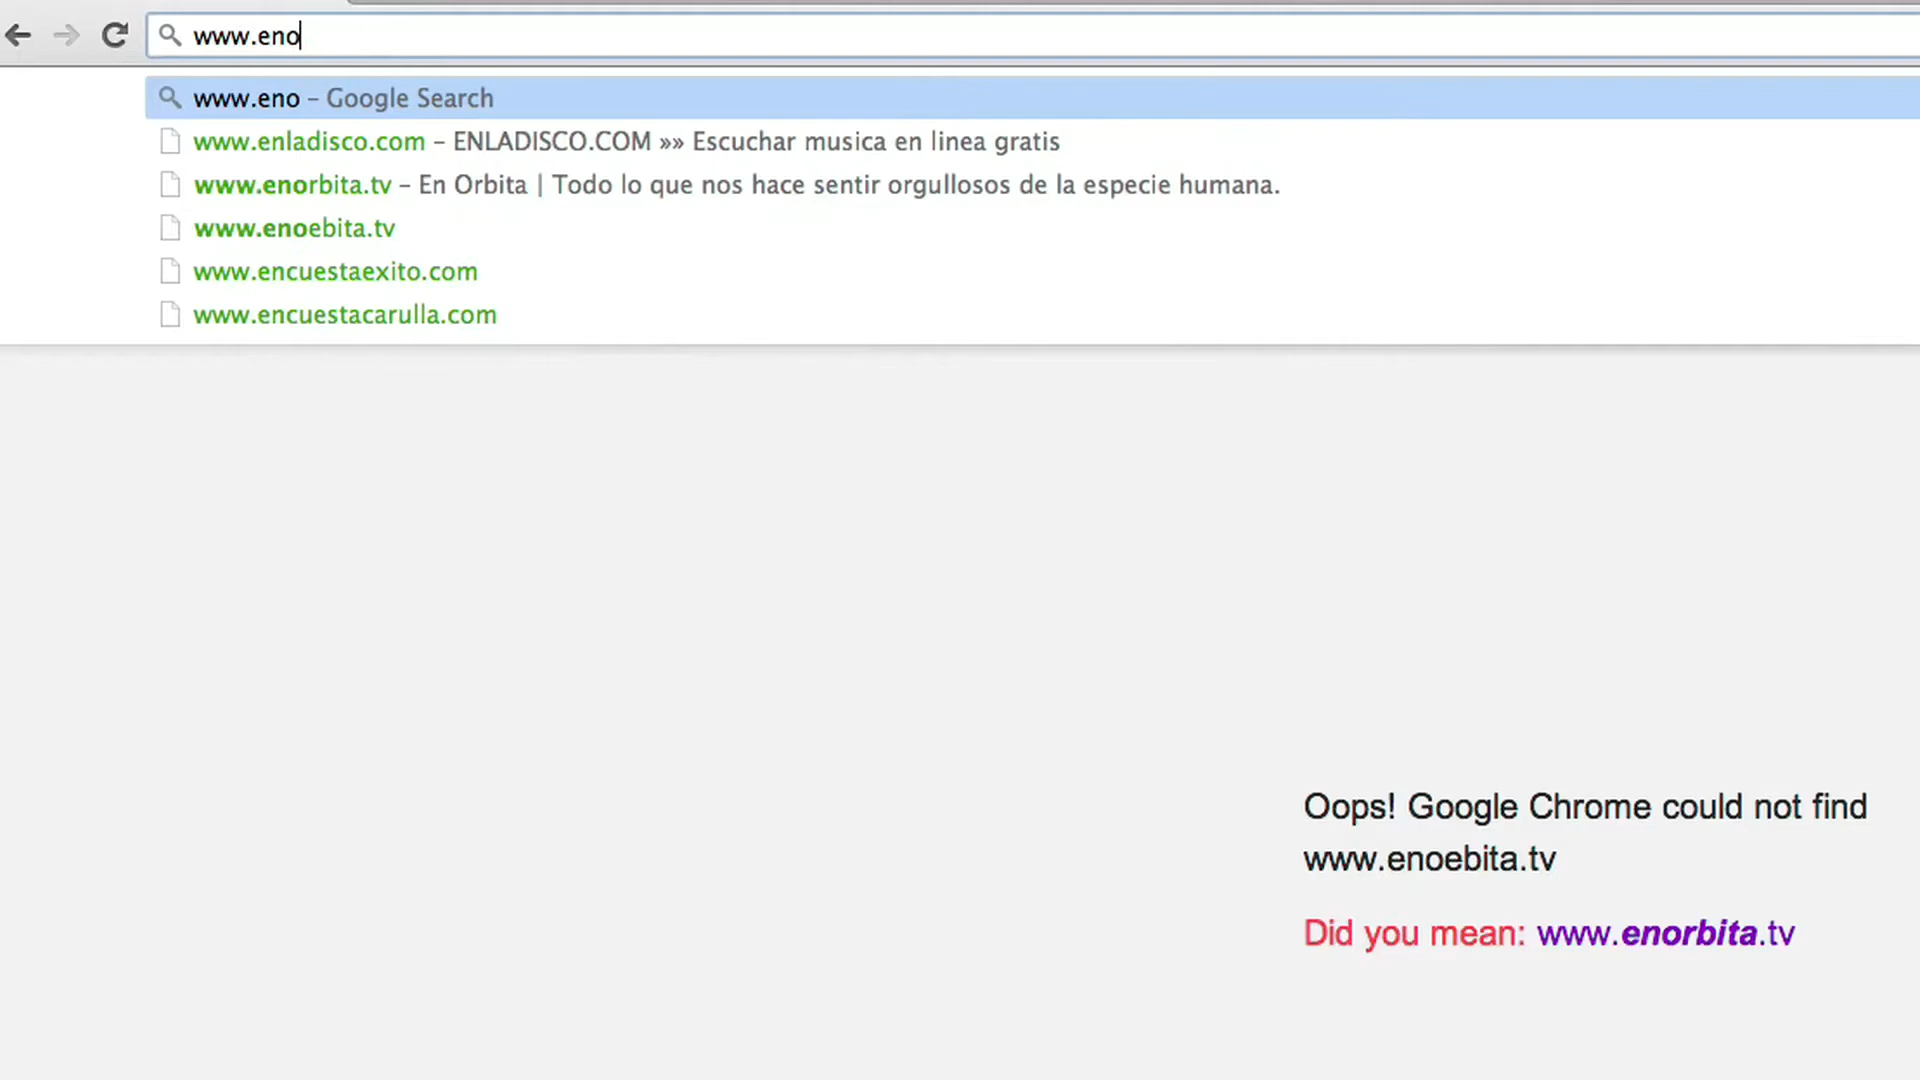 www.eno
www.eno – Google Search
www.enladisco.com – ENLADISCO.COM »» Escuchar musica en linea gratis
www.enorbita.tv – En Orbita | Todo lo que nos hace sentir orgullosos de la especie humana.
www.enoebita.tv
www.encuestaexito.com
www.encuestacarulla.com
Oops! Google Chrome could not find
www.enoebita.tv
Did you mean: www.enorbita.tv